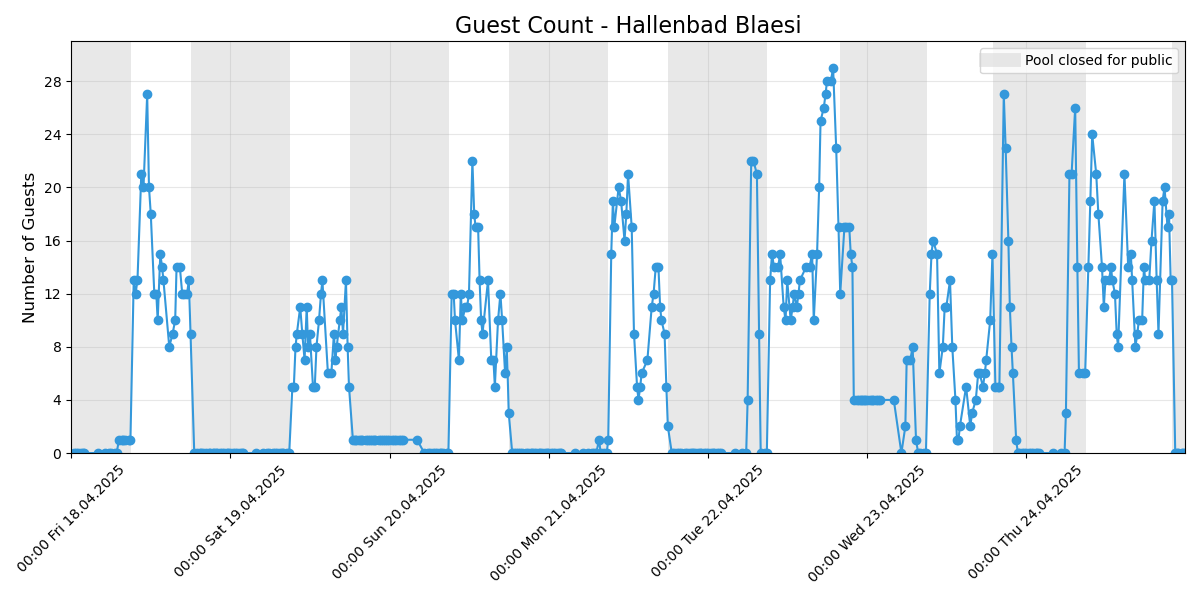 Guest Count - Hallenbad Blaesi
Pool closed for public
Number of Guests
28
24
20
16
12
8
4
0
00:00 Fri 18.04.2025
00:00 Sat 19.04.2025
00:00 Sun 20.04.2025
00:00 Mon 21.04.2025
00:00 Tue 22.04.2025
00:00 Wed 23.04.2025
00:00 Thu 24.04.2025